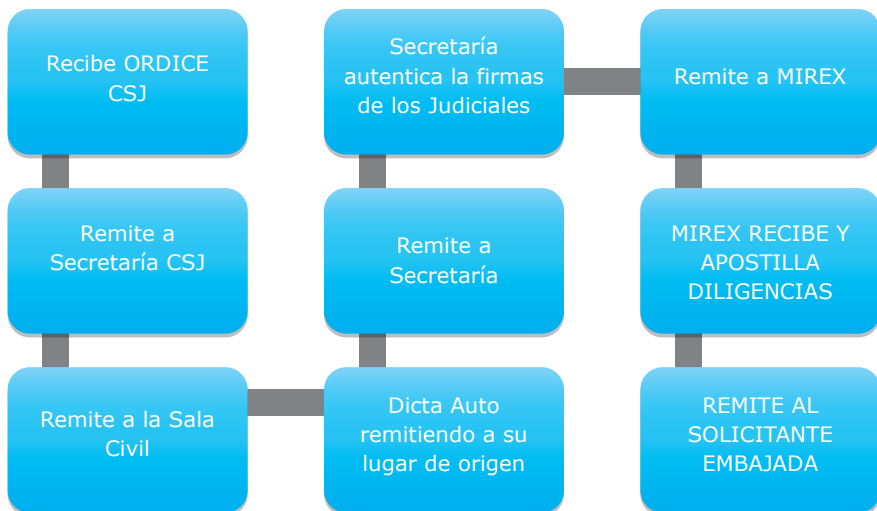 Recibe ORDICE
CSJ
Remite a
Secretaría CSJ
Remite a la Sala
Civil
Dicta Auto
remitiendo a su
lugar de origen
Remite a
Secretaría
Secretaría
autentica la firmas
de los Judiciales
Remite a MIREX
MIREX RECIBE Y
APOSTILLA
DILIGENCIAS
REMITE AL
SOLICITANTE
EMBAJADA